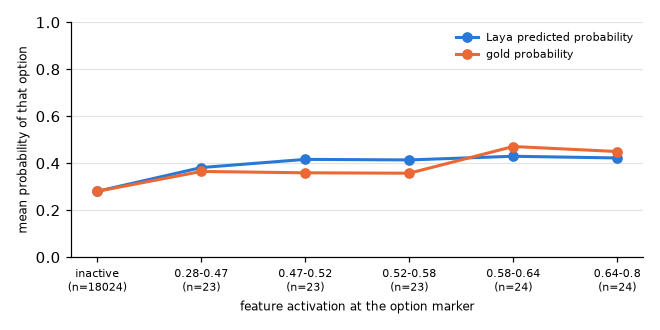 Laya predicted probability
gold probability
mean probability of that option
1.0
0.8
0.6
0.4
0.2
0.0
inactive
(n=18024)
0.28-0.47
(n=23)
0.47-0.52
(n=23)
0.52-0.58
(n=23)
0.58-0.64
(n=24)
0.64-0.8
(n=24)
feature activation at the option marker